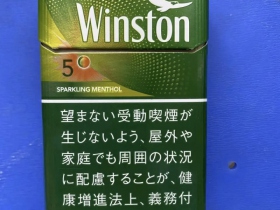 Winston
5
SPARKLING MENTHOL
望まない受動喫煙が
生じないよう、屋外や
家庭でも周囲の状況
に配慮することが、健
康増進法上、義務付